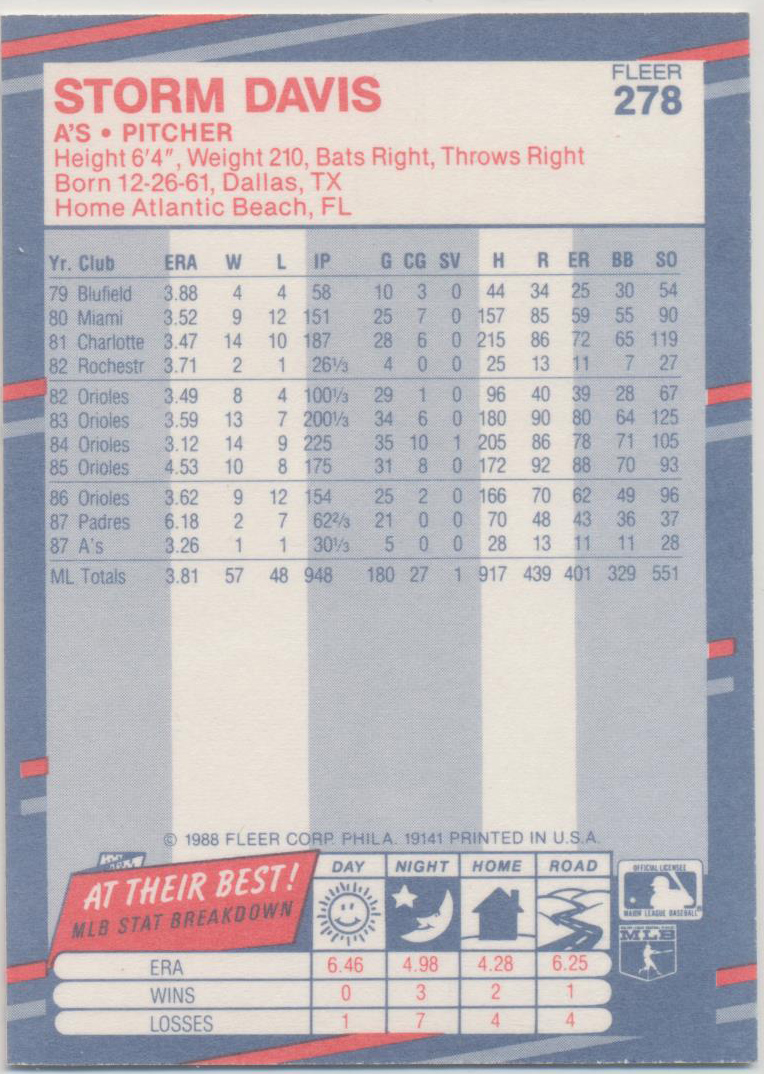 STORM DAVIS
FLEER
278
A'S • PITCHER
Height 6'4", Weight 210, Bats Right, Throws Right
Born 12-26-61, Dallas, TX
Home Atlantic Beach, FL
Yr. Club ERA W L IP G CG SV H R ER BB SO
79 Blufield 3.88 4 4 58 10 3 0 44 34 25 30 54
80 Miami 3.52 9 12 151 25 7 0 157 85 59 55 90
81 Charlotte 3.47 14 10 187 28 6 0 215 86 72 65 119
82 Rochestr 3.71 2 1 26⅓ 4 0 0 25 13 11 7 27
82 Orioles 3.49 8 4 100⅓ 29 1 0 96 40 39 28 67
83 Orioles 3.59 13 7 200⅓ 34 6 0 180 90 80 64 125
84 Orioles 3.12 14 9 225 35 10 1 205 86 78 71 105
85 Orioles 4.53 10 8 175 31 8 0 172 92 88 70 93
86 Orioles 3.62 9 12 154 25 2 0 166 70 62 49 96
87 Padres 6.18 2 7 62⅔ 21 0 0 70 48 43 36 37
87 A's 3.26 1 1 30⅓ 5 0 0 28 13 11 11 28
ML Totals 3.81 57 48 948 180 27 1 917 439 401 329 551
© 1988 FLEER CORP. PHILA. 19141 PRINTED IN U.S.A.
AT THEIR BEST!
MLB STAT BREAKDOWN
DAY NIGHT HOME ROAD
ERA 6.46 4.98 4.28 6.25
WINS 0 3 2 1
LOSSES 1 7 4 4
OFFICIAL LICENSEE
MAJOR LEAGUE BASEBALL®
MLB